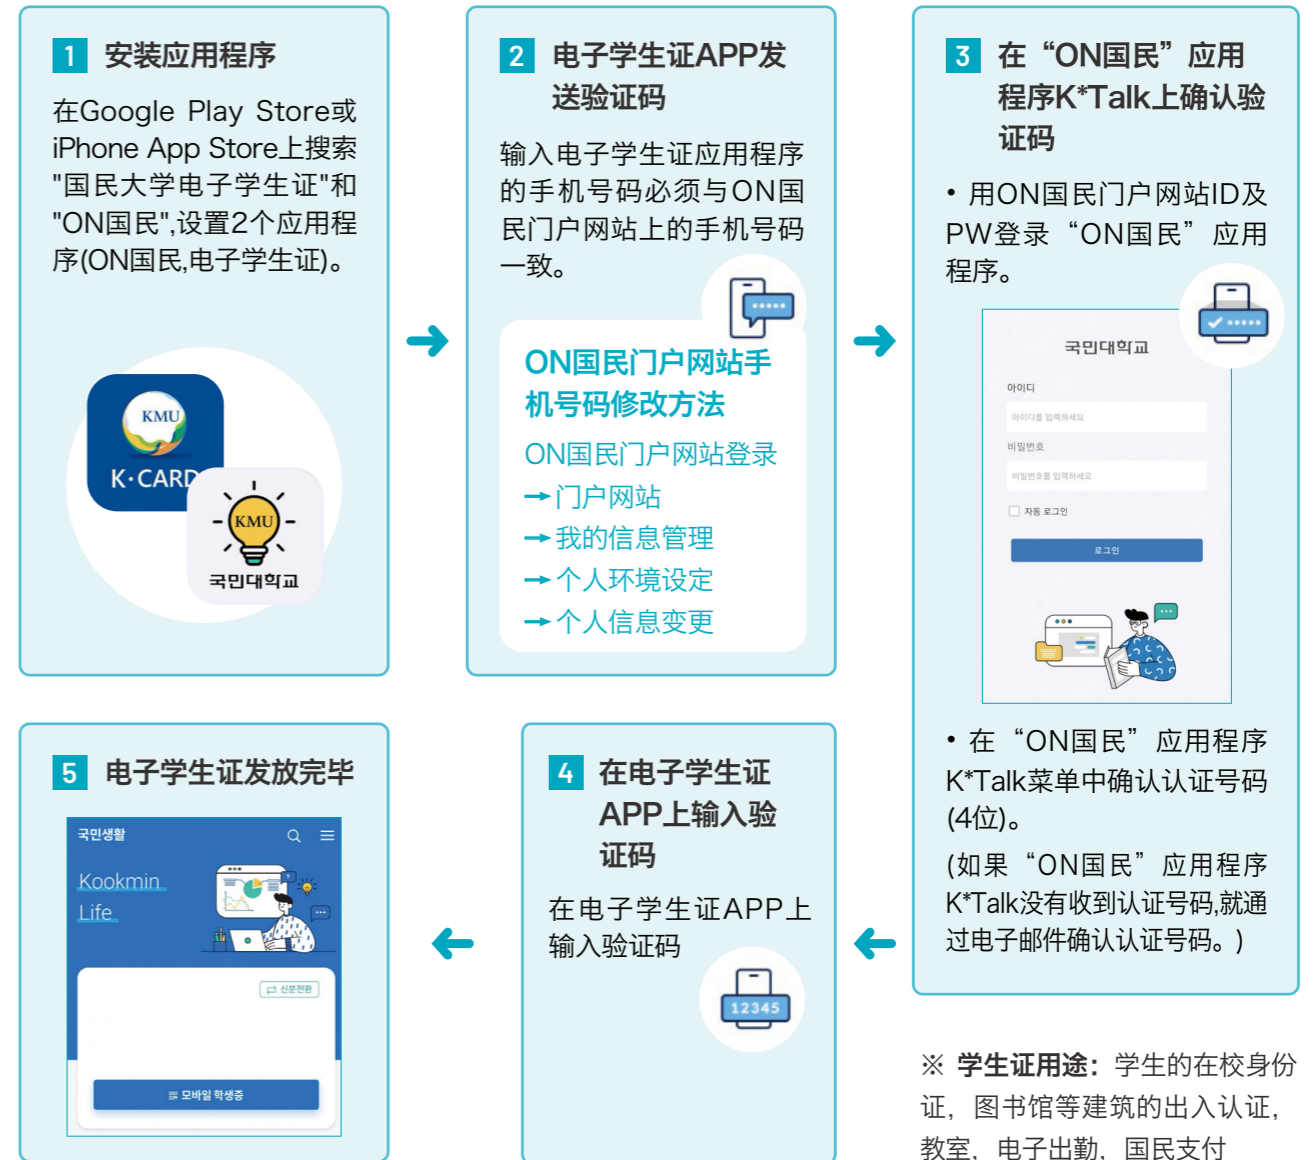 1 安装应用程序
在Google Play Store或
iPhone App Store上搜索
"国民大学电子学生证"和
"ON国民",设置2个应用程
序(ON国民,电子学生证)。
KMU
K·CARD
KMU
국민대학교
2 电子学生证APP发
送验证码
输入电子学生证应用程序
的手机号码必须与ON国
民门户网站上的手机号码
一致。
ON国民门户网站手
机号码修改方法
ON国民门户网站登录
→门户网站
→我的信息管理
→个人环境设定
→个人信息变更
3 在“ON国民”应用
程序K*Talk上确认验
证码
• 用ON国民门户网站ID及
PW登录“ON国民”应用
程序。
국민대학교
아이디
아이디를 입력하세요
비밀번호
비밀번호를 입력하세요
자동 로그인
로그인
• 在“ON国民”应用程序
K*Talk菜单中确认认证号码
(4位)。
(如果“ON国民”应用程序
K*Talk没有收到认证号码,就通
过电子邮件确认认证号码。)
4 在电子学生证
APP上输入验
证码
在电子学生证APP上
输入验证码
12345
5 电子学生证发放完毕
국민생활
Kookmin
Life
신분전환
모바일 학생증
※ 学生证用途：学生的在校身份
证，图书馆等建筑的出入认证，
教室，电子出勤，国民支付